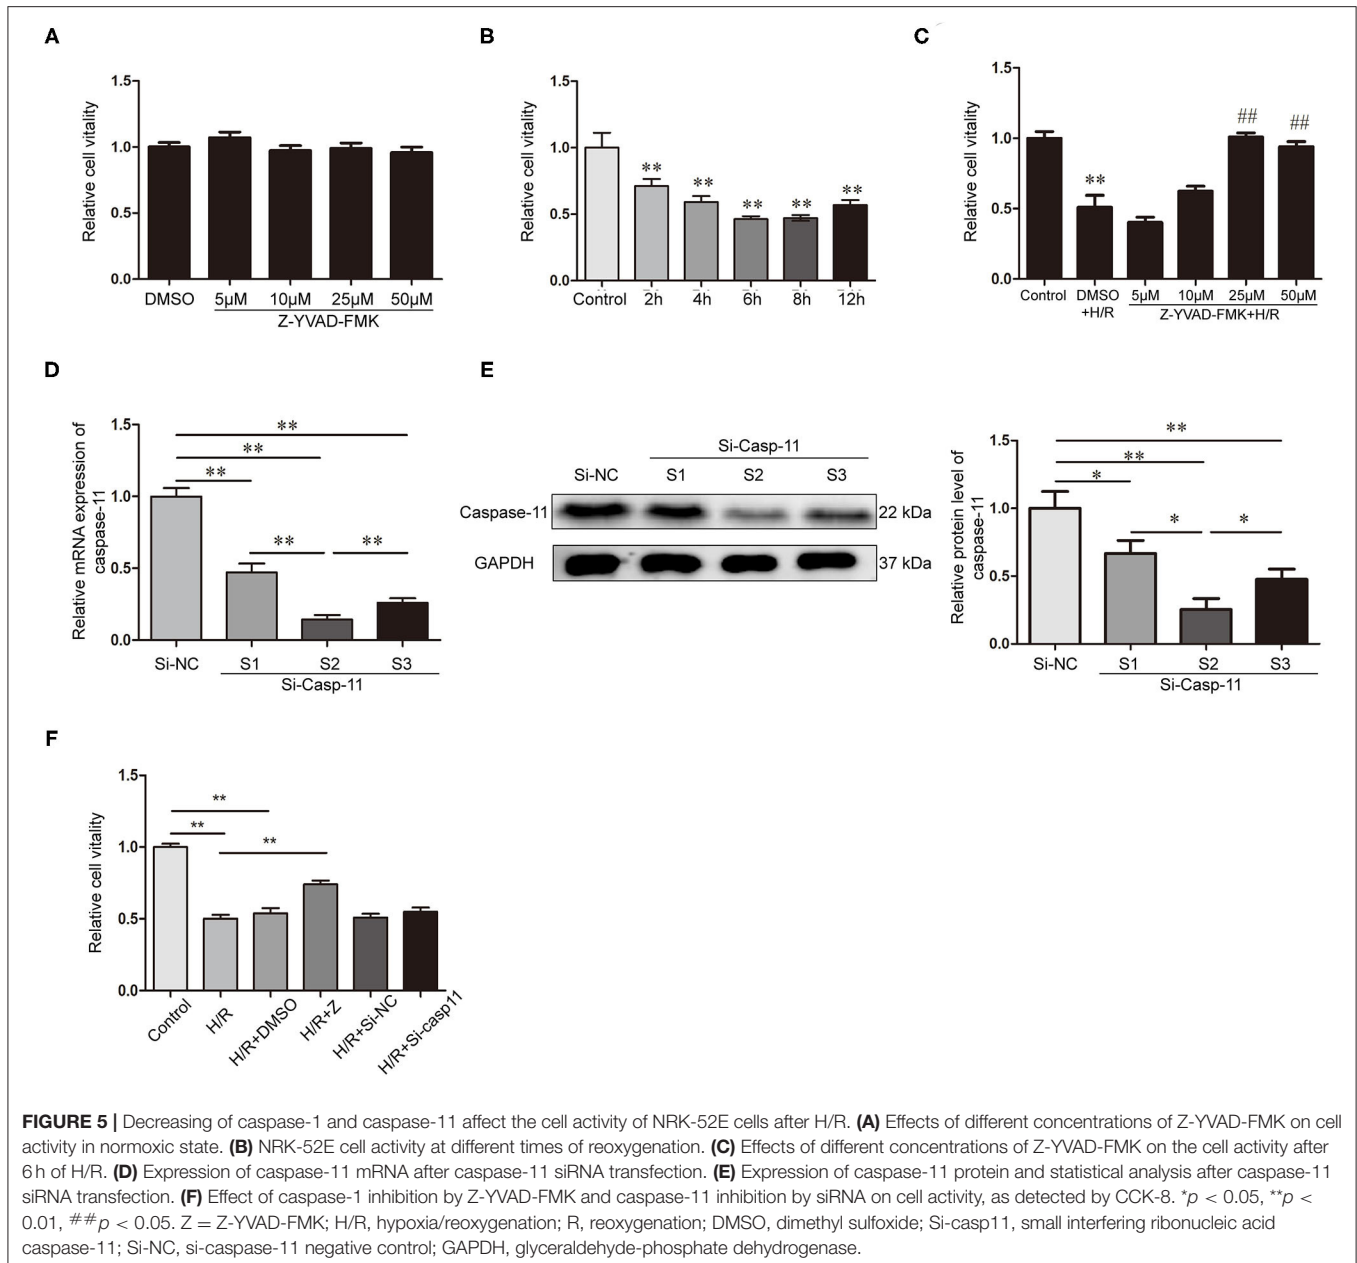 A
Relative cell vitality
1.5
1.0
0.5
0.0
DMSO 5μM 10μM 25μM 50μM
Z-YVAD-FMK
B
Relative cell vitality
1.5
1.0
0.5
0.0
** ** ** ** **
Control 2h 4h 6h 8h 12h
C
Relative cell vitality
1.5
1.0
0.5
0.0
** ## ##
Control DMSO 5μM 10μM 25μM 50μM
+H/R Z-YVAD-FMK+H/R
D
Relative mRNA expression of
caspase-11
1.5
1.0
0.5
0.0
**
**
**
** **
Si-NC S1 S2 S3
Si-Casp-11
E
Si-Casp-11
Si-NC S1 S2 S3
Caspase-11 22 kDa
GAPDH 37 kDa
Relative protein level of
caspase-11
1.5
1.0
0.5
0.0
**
**
*
* *
Si-NC S1 S2 S3
Si-Casp-11
F
Relative cell vitality
1.5
1.0
0.5
0.0
**
**
**
Control H/R H/R+DMSO H/R+Z H/R+Si-NC H/R+Si-casp11
FIGURE 5 | Decreasing of caspase-1 and caspase-11 affect the cell activity of NRK-52E cells after H/R. (A) Effects of different concentrations of Z-YVAD-FMK on cell
activity in normoxic state. (B) NRK-52E cell activity at different times of reoxygenation. (C) Effects of different concentrations of Z-YVAD-FMK on the cell activity after
6 h of H/R. (D) Expression of caspase-11 mRNA after caspase-11 siRNA transfection. (E) Expression of caspase-11 protein and statistical analysis after caspase-11
siRNA transfection. (F) Effect of caspase-1 inhibition by Z-YVAD-FMK and caspase-11 inhibition by siRNA on cell activity, as detected by CCK-8. *p < 0.05, **p <
0.01, ##p < 0.05. Z = Z-YVAD-FMK; H/R, hypoxia/reoxygenation; R, reoxygenation; DMSO, dimethyl sulfoxide; Si-casp11, small interfering ribonucleic acid
caspase-11; Si-NC, si-caspase-11 negative control; GAPDH, glyceraldehyde-phosphate dehydrogenase.